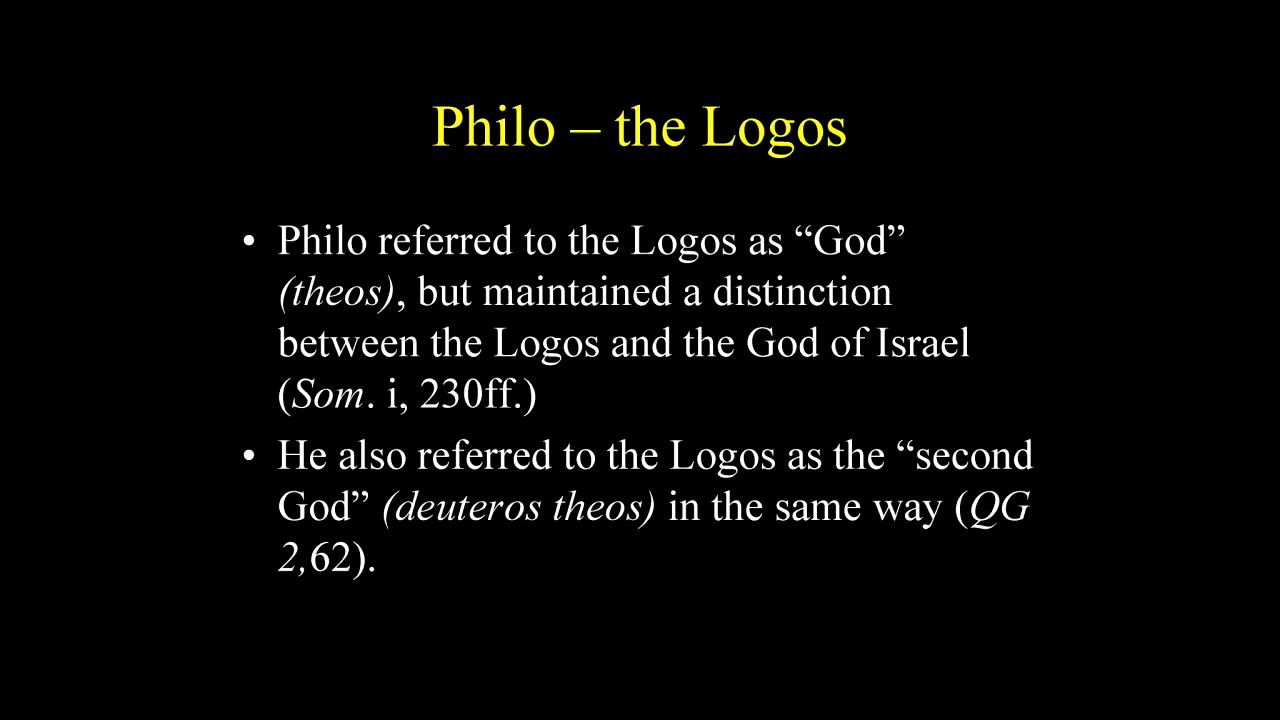 Philo – the Logos
• Philo referred to the Logos as “God”
(theos), but maintained a distinction
between the Logos and the God of Israel
(Som. i, 230ff.)
• He also referred to the Logos as the “second
God” (deuteros theos) in the same way (QG
2,62).